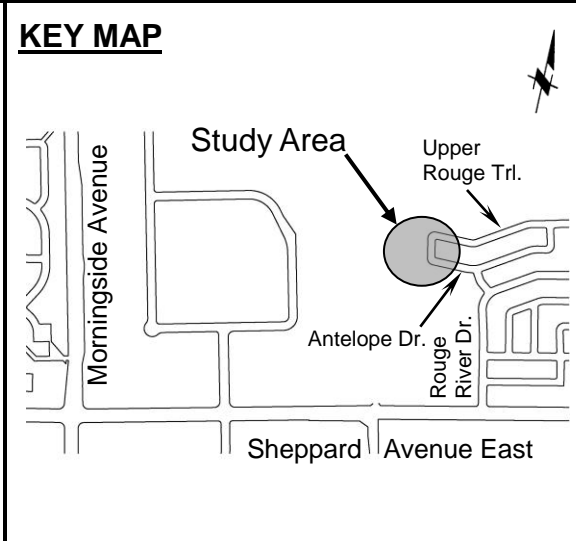 KEY MAP
Study Area
Upper
Rouge Trl.
Morningside Avenue
Antelope Dr.
Rouge
River Dr.
Sheppard Avenue East